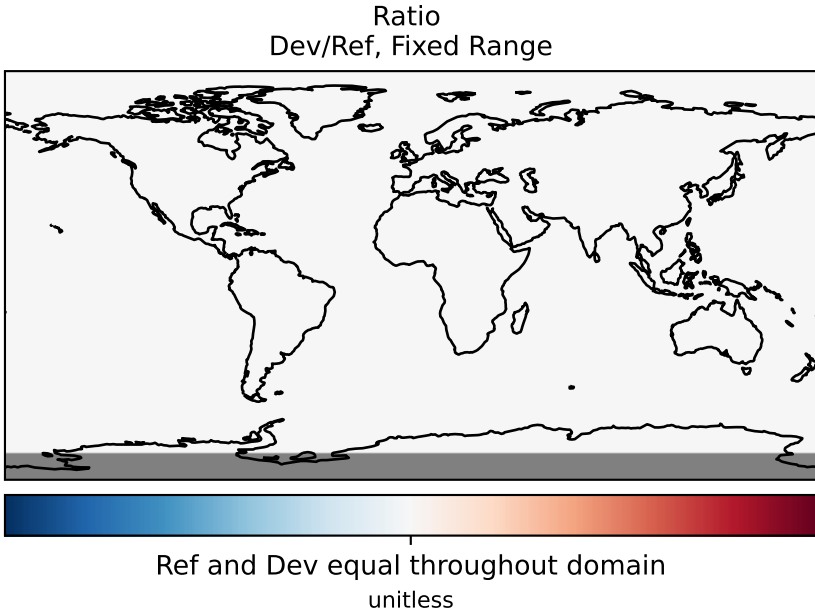 Ratio
Dev/Ref, Fixed Range
Ref and Dev equal throughout domain
unitless